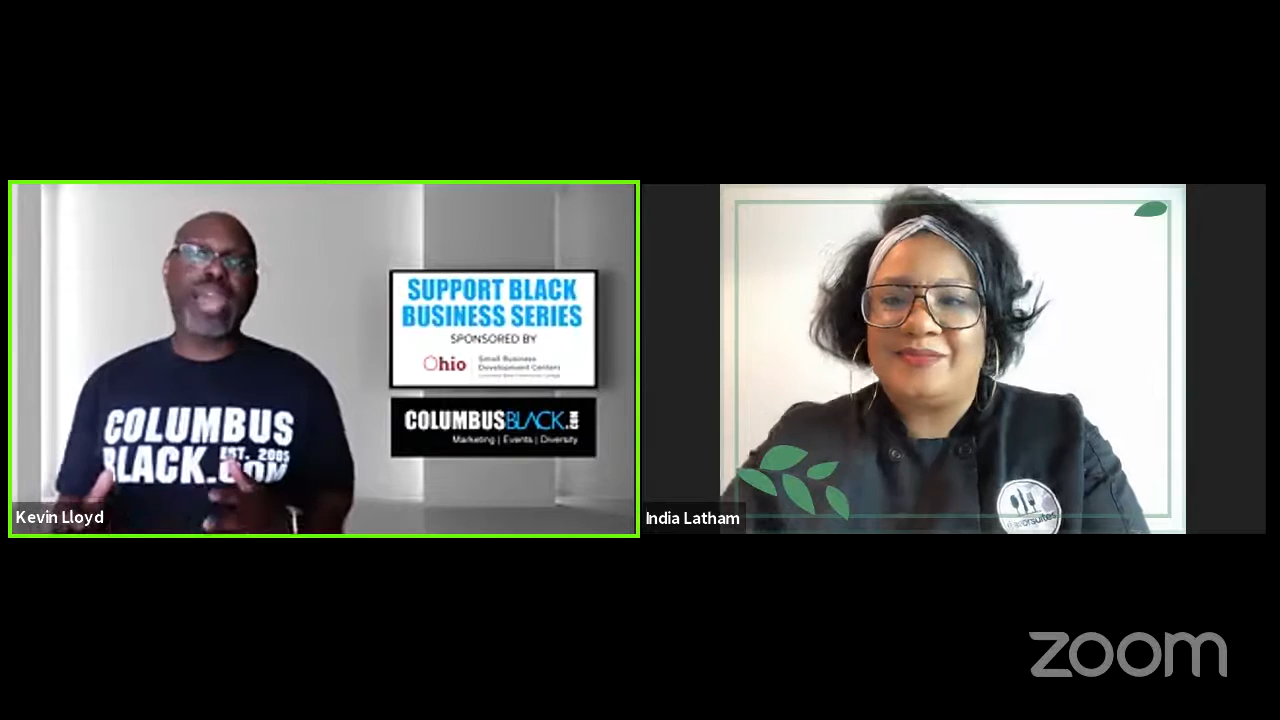 SUPPORT BLACK
BUSINESS SERIES
SPONSORED BY
Ohio
Small Business
Development Centers
COLUMBUSBLACK.COM
Marketing | Events | Diversity
COLUMBUS
EST. 2005
BLACK.COM
Kevin Lloyd
India Latham
zoom